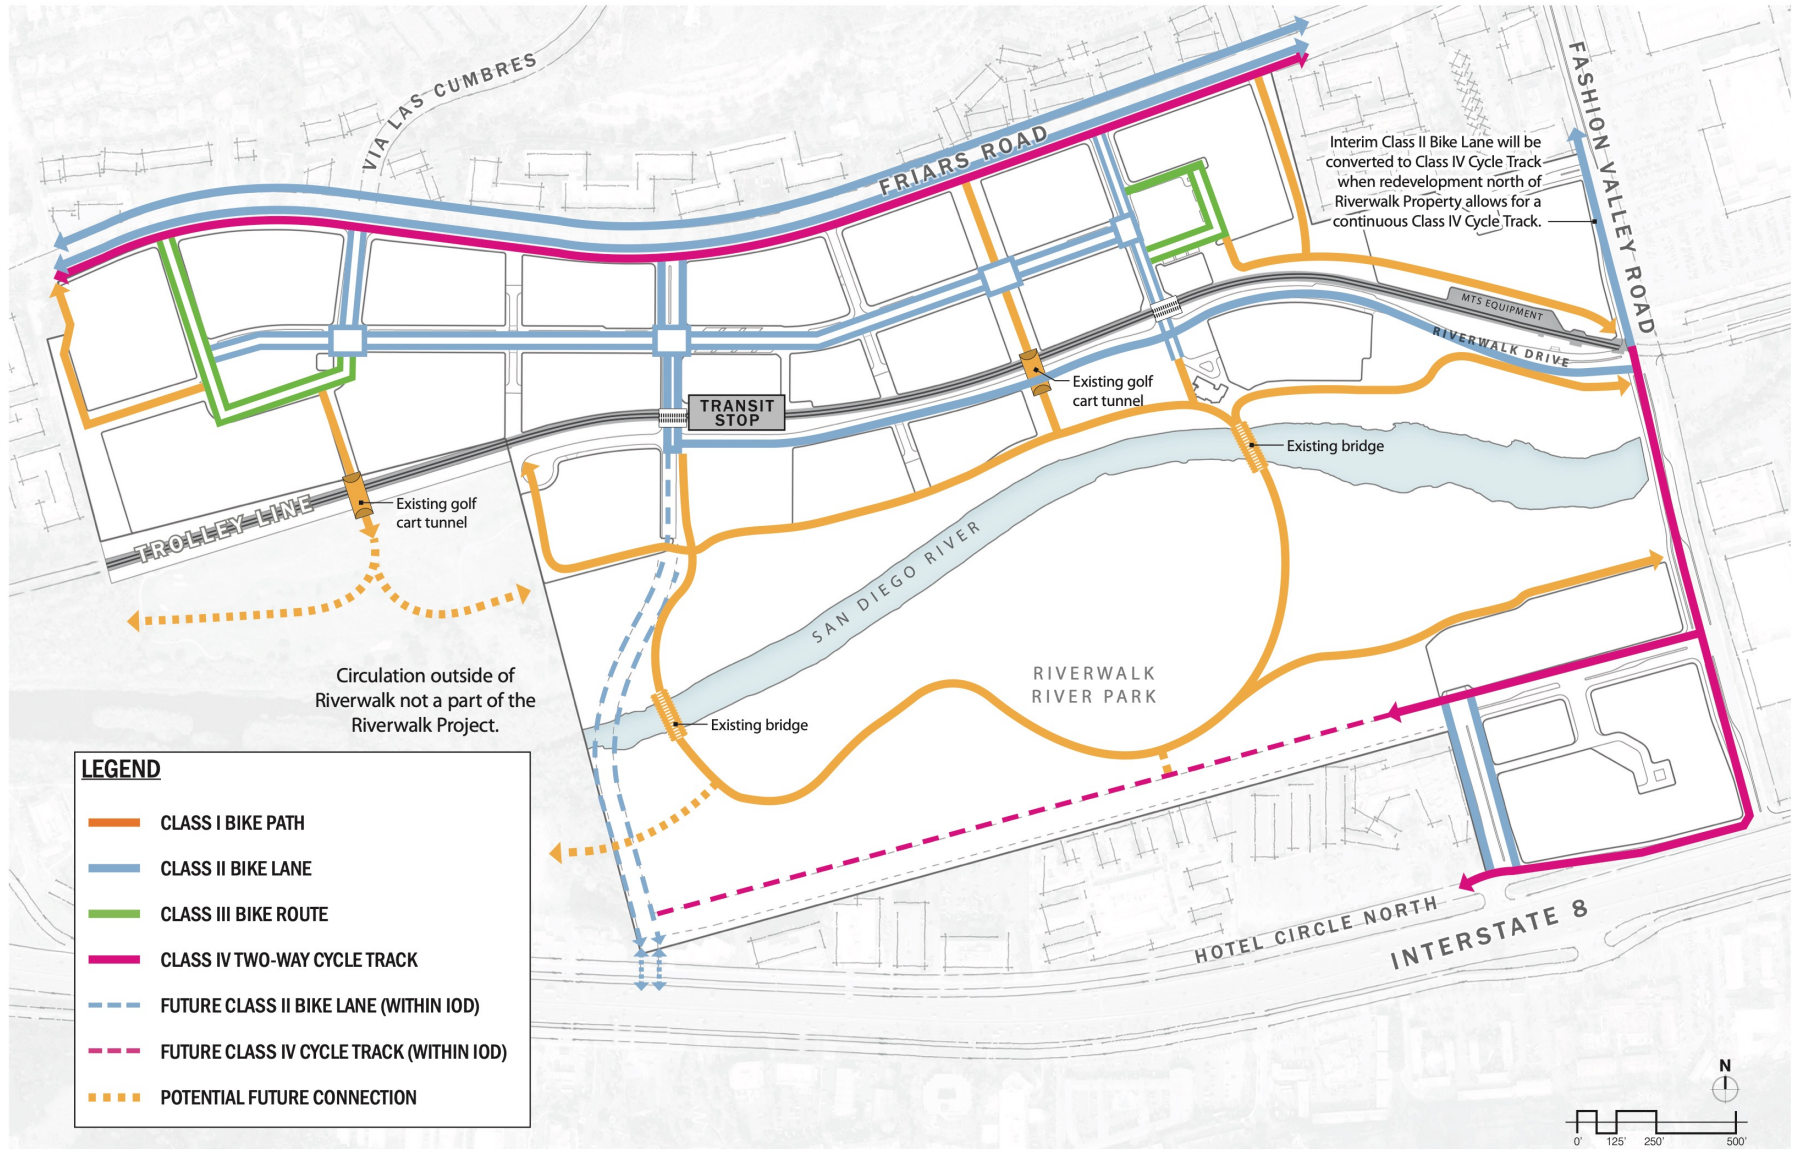 VIA LAS CUMBRES
FRIARS ROAD
FASHION VALLEY ROAD
Interim Class II Bike Lane will be
converted to Class IV Cycle Track
when redevelopment north of
Riverwalk Property allows for a
continuous Class IV Cycle Track.
MTS EQUIPMENT
RIVERWALK DRIVE
TRANSIT
STOP
Existing golf
cart tunnel
Existing bridge
Existing golf
cart tunnel
TROLLEY LINE
SAN DIEGO RIVER
RIVERWALK
RIVER PARK
Circulation outside of
Riverwalk not a part of the
Riverwalk Project.
Existing bridge
LEGEND
CLASS I BIKE PATH
CLASS II BIKE LANE
CLASS III BIKE ROUTE
CLASS IV TWO-WAY CYCLE TRACK
FUTURE CLASS II BIKE LANE (WITHIN IOD)
FUTURE CLASS IV CYCLE TRACK (WITHIN IOD)
POTENTIAL FUTURE CONNECTION
HOTEL CIRCLE NORTH
INTERSTATE 8
N
0' 125' 250' 500'